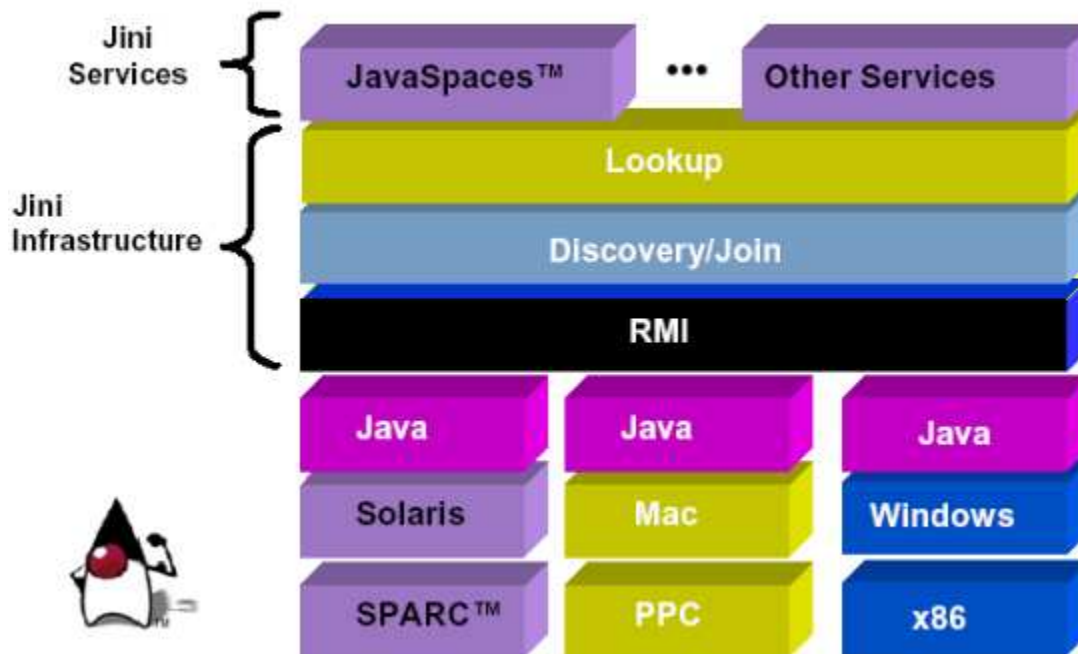 Jini
Services
JavaSpaces™
•••
Other Services
Jini
Infrastructure
Lookup
Discovery/Join
RMI
Java
Java
Java
Solaris
Mac
Windows
SPARC™
PPC
x86
TM